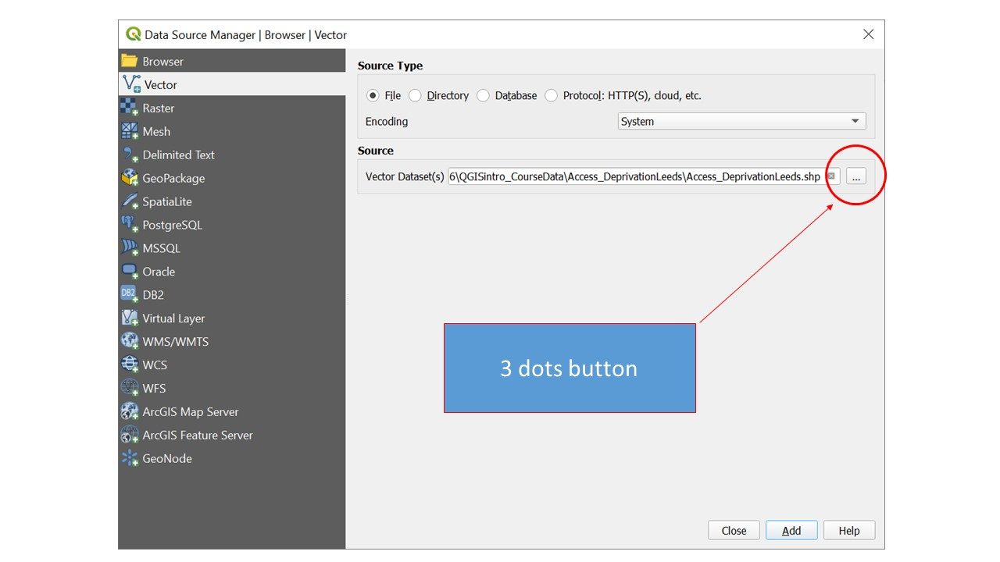 Data Source Manager | Browser | Vector
Browser
Vector
Raster
Mesh
Delimited Text
GeoPackage
SpatiaLite
PostgreSQL
MSSQL
Oracle
DB2
DB2
Virtual Layer
WMS/WMTS
WCS
WFS
ArcGIS Map Server
ArcGIS Feature Server
GeoNode
Source Type
File Directory Database Protocol: HTTP(S), cloud, etc.
Encoding System
Source
Vector Dataset(s) 6\QGISintro_CourseData\Access_DeprivationLeeds\Access_DeprivationLeeds.shp ...
3 dots button
Close Add Help